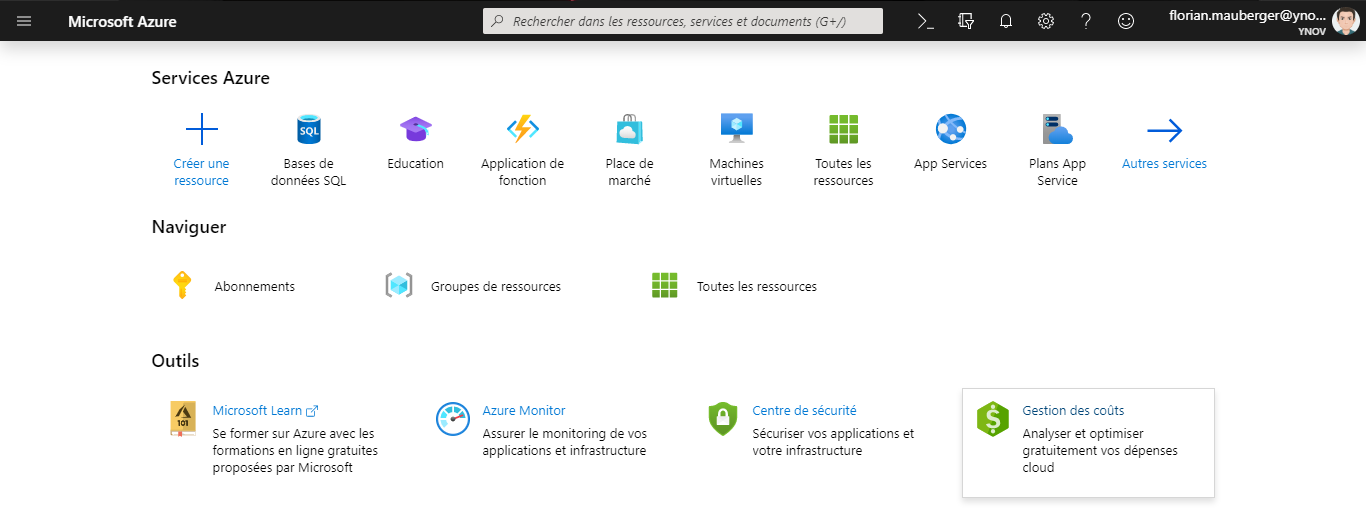 Microsoft Azure
Rechercher dans les ressources, services et documents (G+/)
florian.mauberger@yno...
YNOV
Services Azure
Créer une
ressource
Bases de
données SQL
SQL
Education
Application de
fonction
Place de
marché
Machines
virtuelles
Toutes les
ressources
App Services
Plans App
Service
Autres services
Naviguer
Abonnements
Groupes de ressources
Toutes les ressources
Outils
101
Microsoft Learn
Se former sur Azure avec les
formations en ligne gratuites
proposées par Microsoft
Azure Monitor
Assurer le monitoring de vos
applications et infrastructure
Centre de sécurité
Sécuriser vos applications et
votre infrastructure
$
Gestion des coûts
Analyser et optimiser
gratuitement vos dépenses
cloud